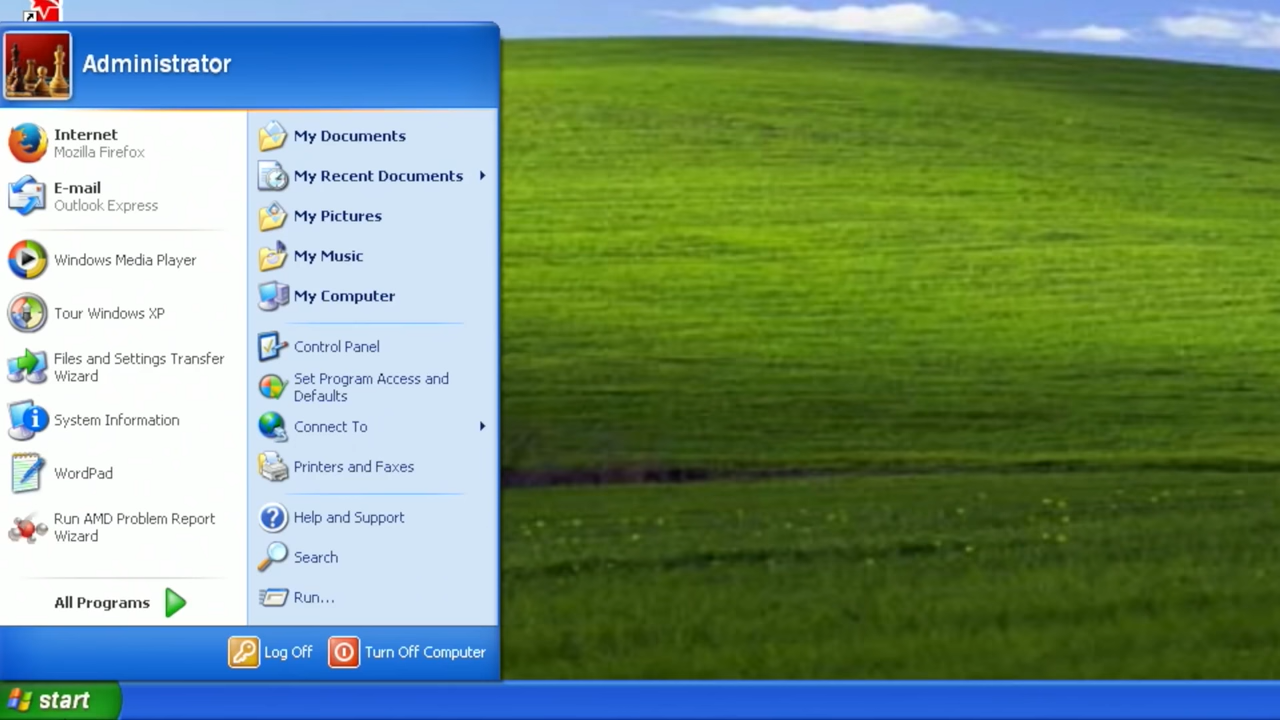 Administrator
Internet
Mozilla Firefox
E-mail
Outlook Express
Windows Media Player
Tour Windows XP
Files and Settings Transfer
Wizard
System Information
WordPad
Run AMD Problem Report
Wizard
All Programs
My Documents
My Recent Documents
My Pictures
My Music
My Computer
Control Panel
Set Program Access and
Defaults
Connect To
Printers and Faxes
Help and Support
Search
Run...
Log Off
Turn Off Computer
start